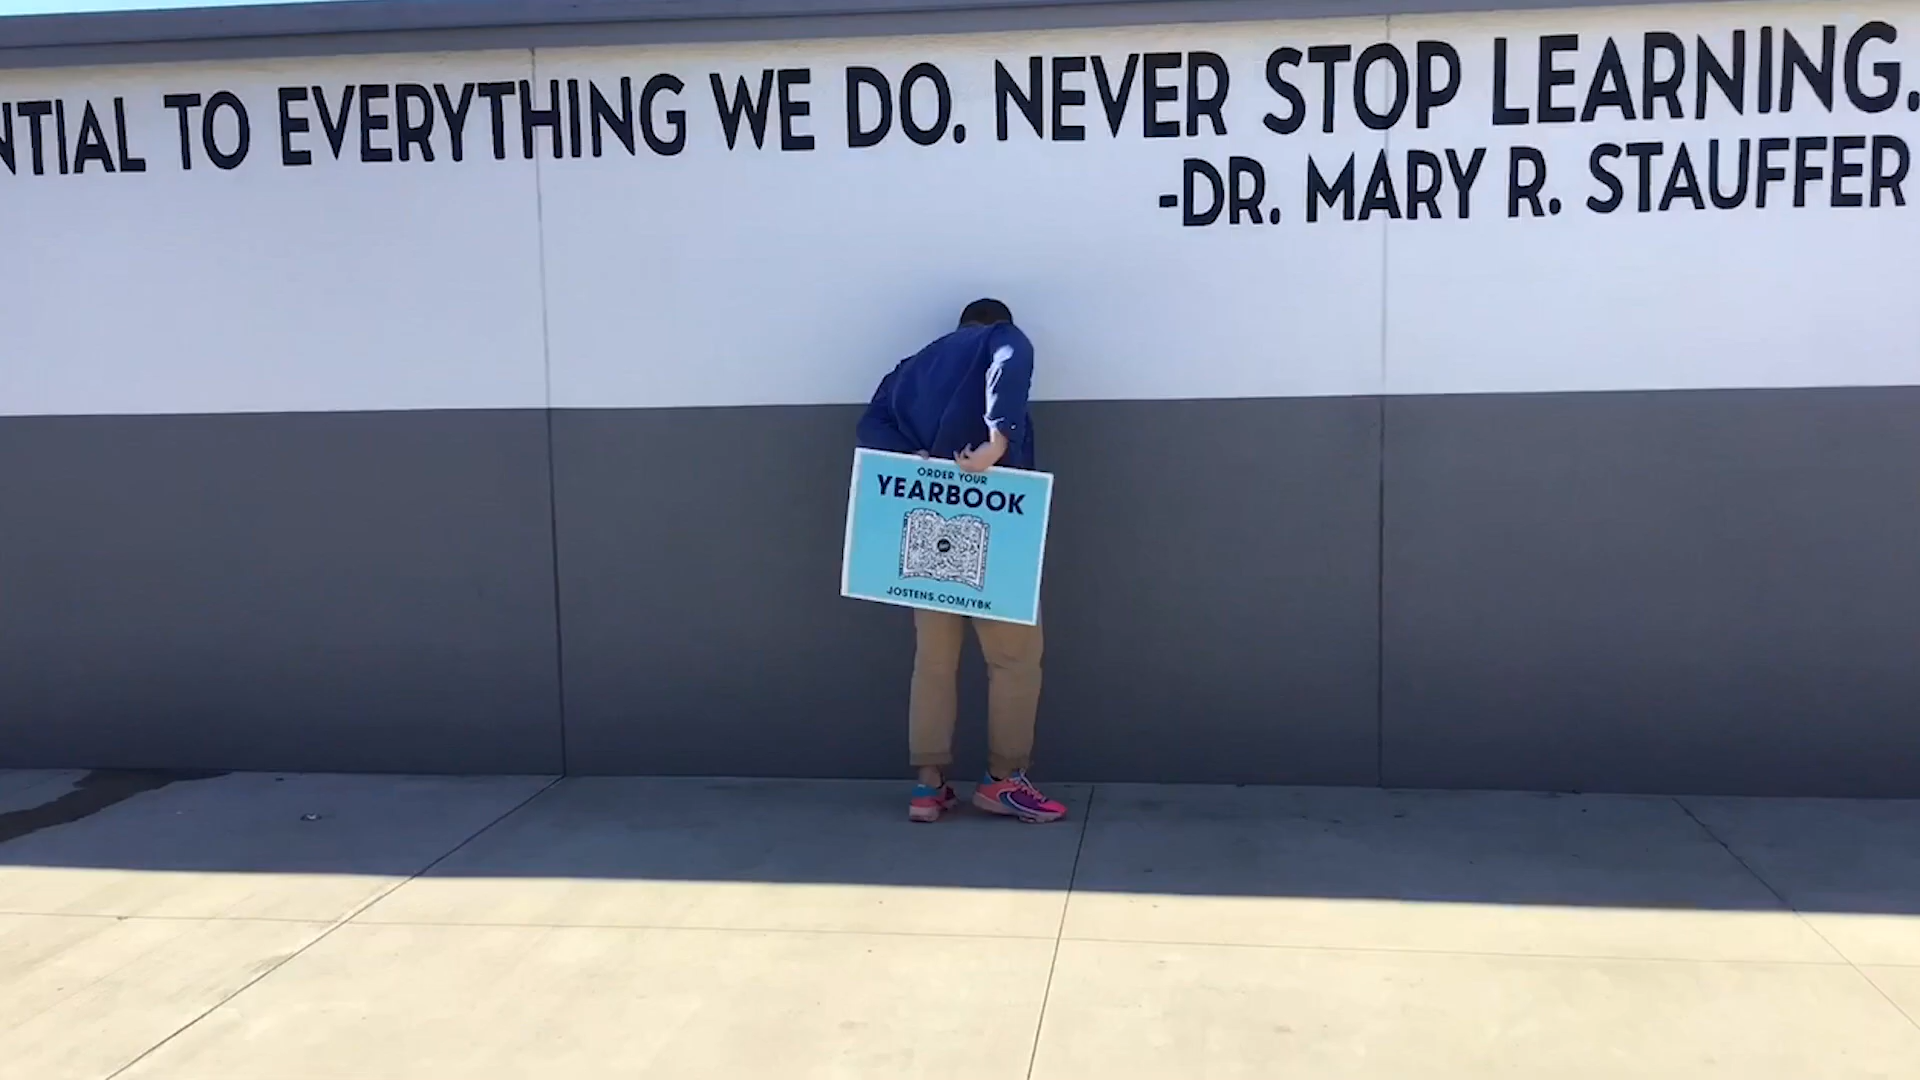 NTIAL TO EVERYTHING WE DO. NEVER STOP LEARNING.
-DR. MARY R. STAUFFER
ORDER YOUR
YEARBOOK
JOSTENS.COM/YBK